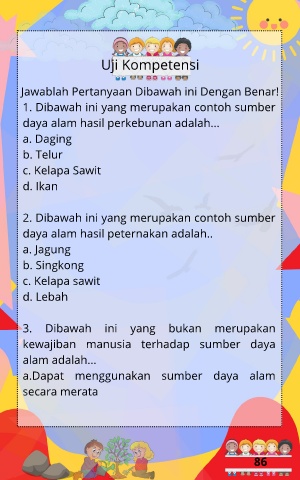 Uji Kompetensi
Jawablah Pertanyaan Dibawah ini Dengan Benar!
1. Dibawah ini yang merupakan contoh sumber
daya alam hasil perkebunan adalah...
a. Daging
b. Telur
c. Kelapa Sawit
d. Ikan
2. Dibawah ini yang merupakan contoh sumber
daya alam hasil peternakan adalah..
a. Jagung
b. Singkong
c. Kelapa sawit
d. Lebah
3. Dibawah ini yang bukan merupakan
kewajiban manusia terhadap sumber daya
alam adalah...
a.Dapat menggunakan sumber daya alam
secara merata
86